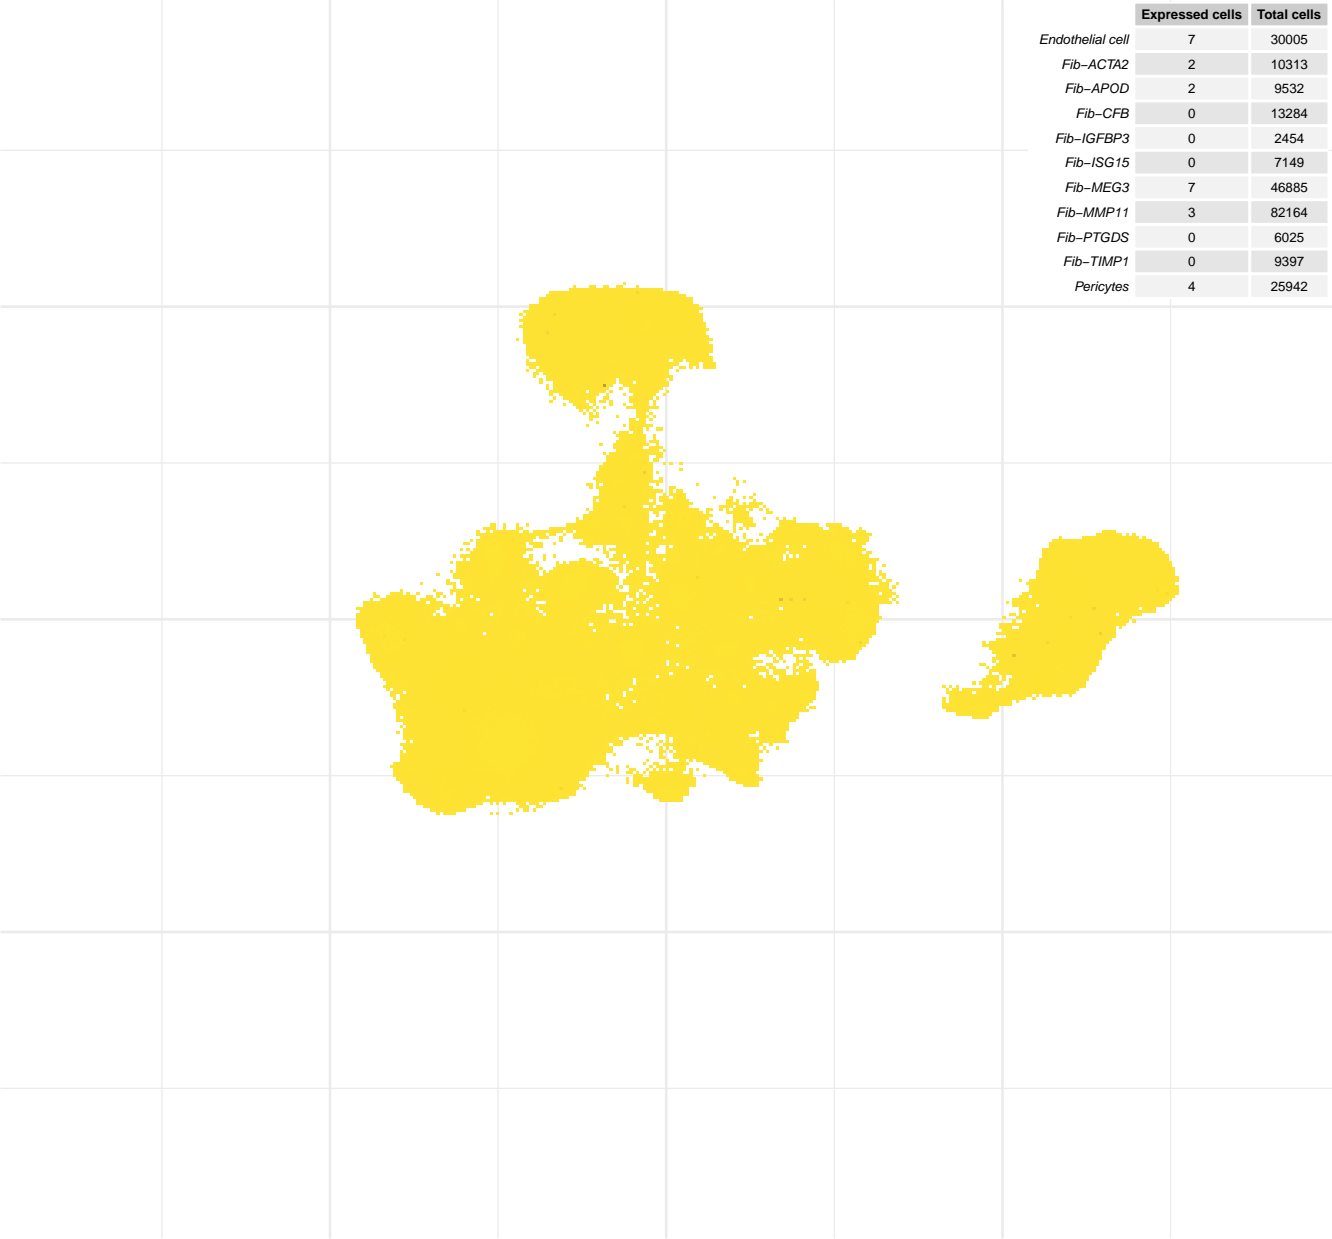 Expressed cells Total cells
Endothelial cell 7 30005
Fib−ACTA2 2 10313
Fib−APOD 2 9532
Fib−CFB 0 13284
Fib−IGFBP3 0 2454
Fib−ISG15 0 7149
Fib−MEG3 7 46885
Fib−MMP11 3 82164
Fib−PTGDS 0 6025
Fib−TIMP1 0 9397
Pericytes 4 25942